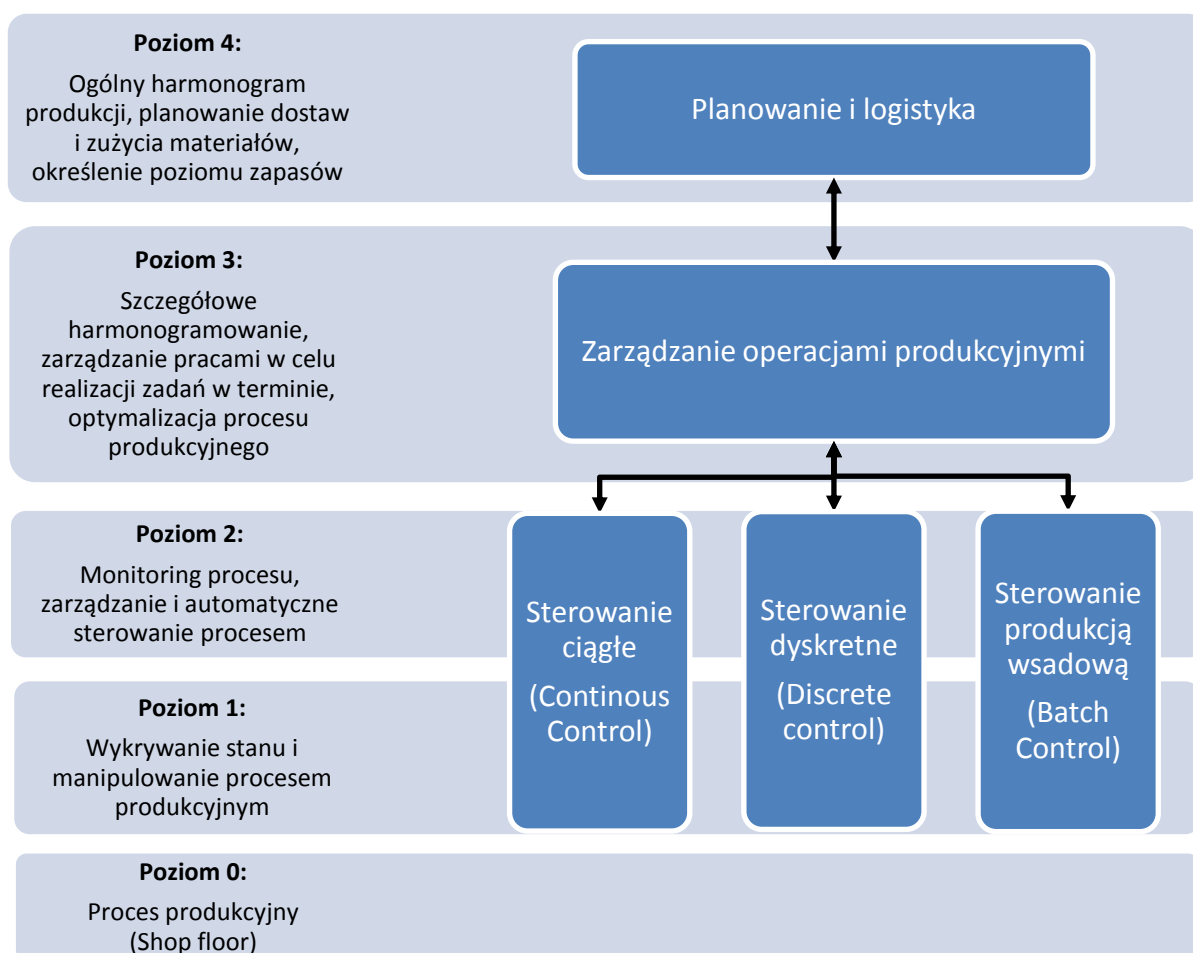 Poziom 4:
Ogólny harmonogram
produkcji, planowanie dostaw
i zużycia materiałów,
określenie poziomu zapasów
Planowanie i logistyka
Poziom 3:
Szczegółowe
harmonogramowanie,
zarządzanie pracami w celu
realizacji zadań w terminie,
optymalizacja procesu
produkcyjnego
Zarządzanie operacjami produkcyjnymi
Poziom 2:
Monitoring procesu,
zarządzanie i automatyczne
sterowanie procesem
Sterowanie
ciągłe
(Continous
Control)
Sterowanie
dyskretne
(Discrete
control)
Sterowanie
produkcją
wsadową
(Batch
Control)
Poziom 1:
Wykrywanie stanu i
manipulowanie procesem
produkcyjnym
Poziom 0:
Proces produkcyjny
(Shop floor)